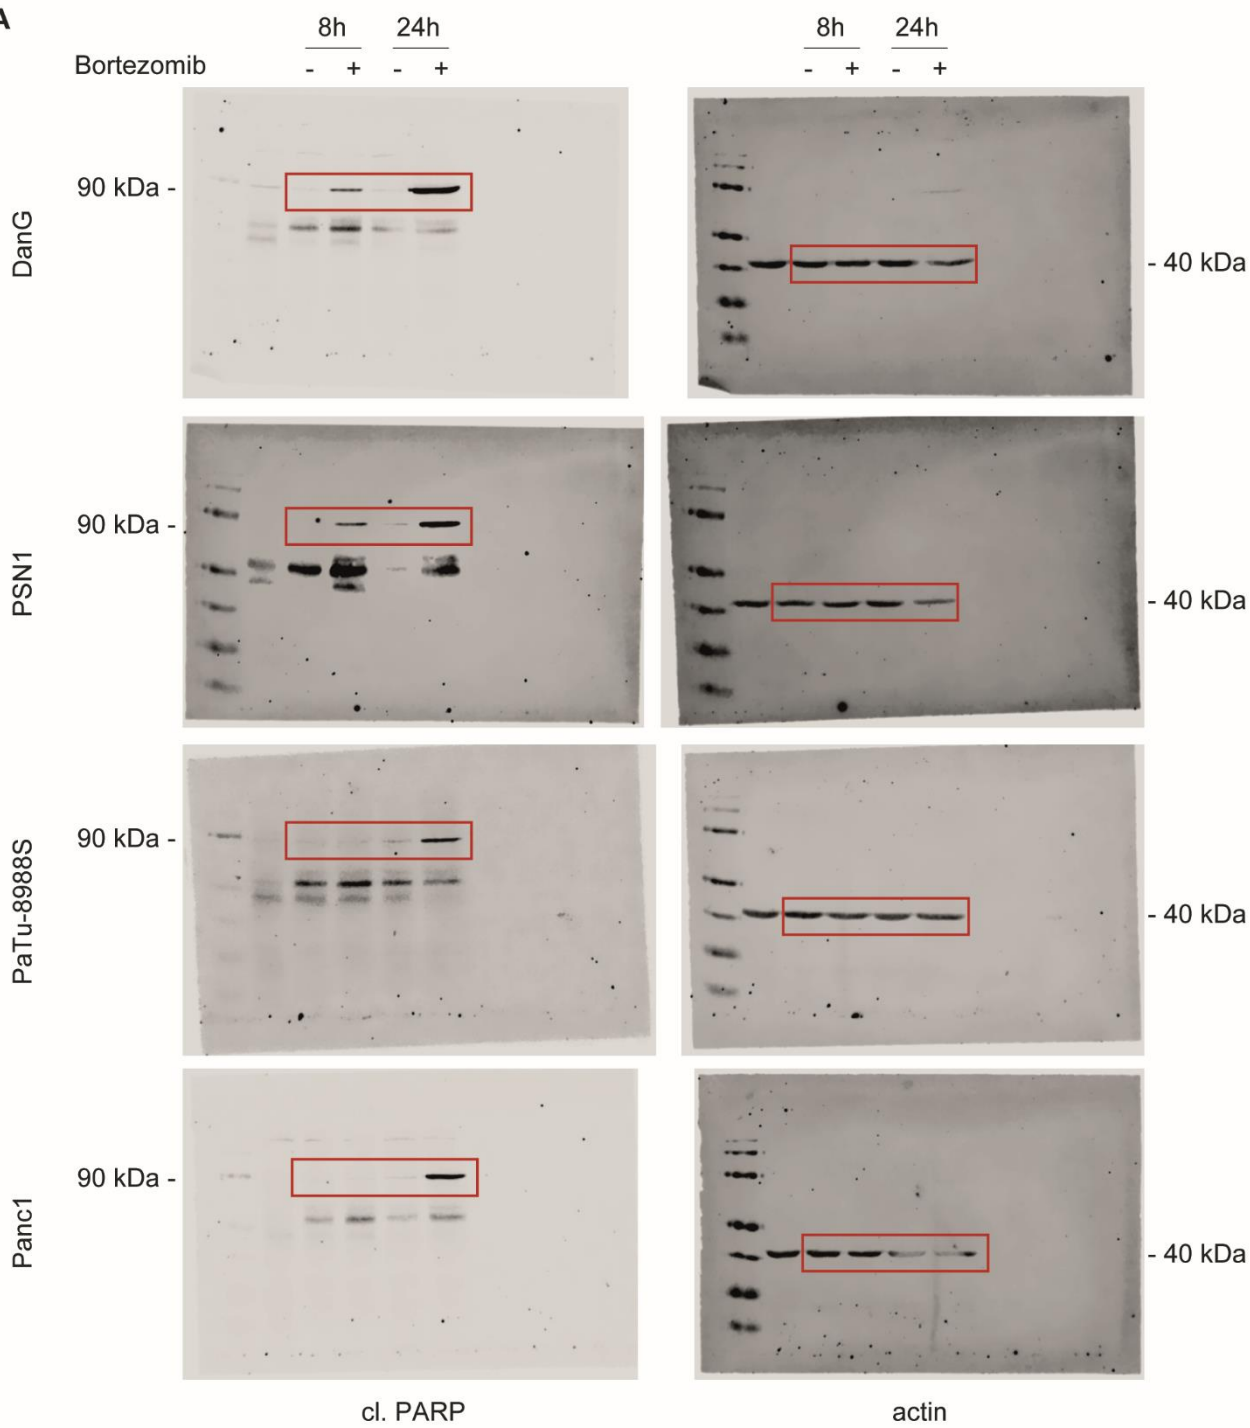 A
8h 24h 8h 24h
Bortezomib - + - + - + - +
DanG
90 kDa -
- 40 kDa
PSN1
90 kDa -
- 40 kDa
PaTu-8988S
90 kDa -
- 40 kDa
Panc1
90 kDa -
- 40 kDa
cl. PARP actin